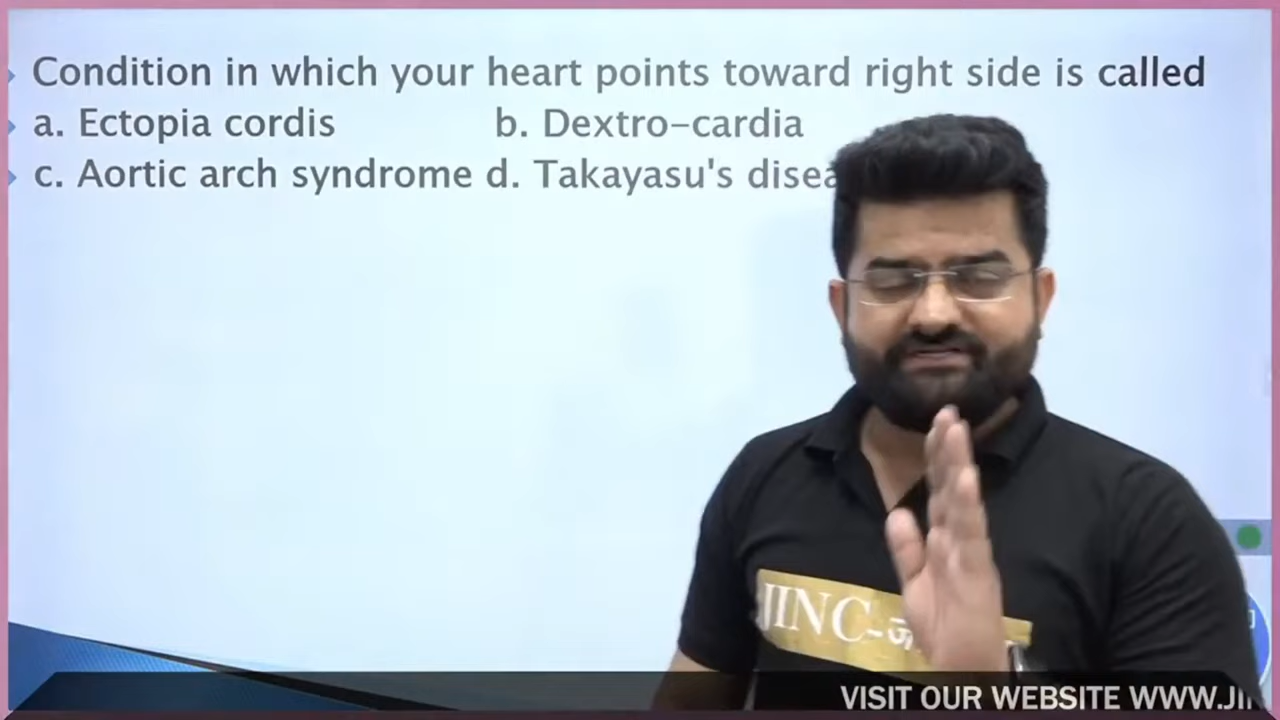 Condition in which your heart points toward right side is called
a. Ectopia cordis b. Dextro-cardia
c. Aortic arch syndrome d. Takayasu's
JINC-
VISIT OUR WEBSITE